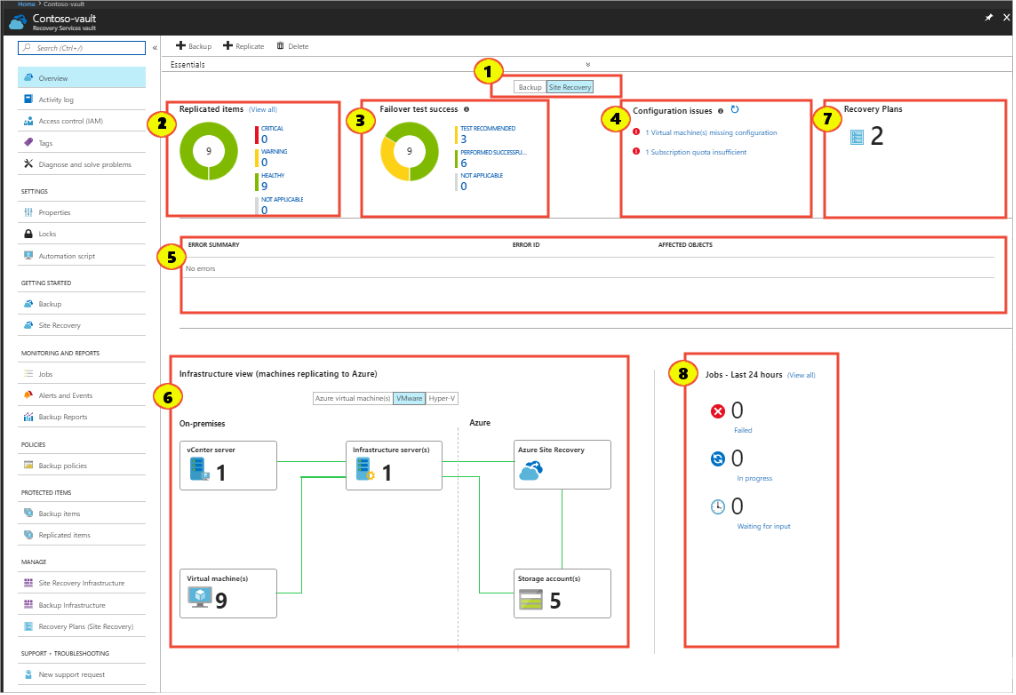 Home > Contoso-vault
Contoso-vault
Recovery Services vault
Search (Ctrl+/)
Overview
Activity log
Access control (IAM)
Tags
Diagnose and solve problems
SETTINGS
Properties
Locks
Automation script
GETTING STARTED
Backup
Site Recovery
MONITORING AND REPORTS
Jobs
Alerts and Events
Backup Reports
POLICIES
Backup policies
PROTECTED ITEMS
Backup items
Replicated items
MANAGE
Site Recovery Infrastructure
Backup Infrastructure
Recovery Plans (Site Recovery)
SUPPORT + TROUBLESHOOTING
New support request
Backup Replicate Delete
Essentials
1
Backup Site Recovery
2
Replicated items (View all)
9
CRITICAL
0
WARNING
0
HEALTHY
9
NOT APPLICABLE
0
3
Failover test success
9
TEST RECOMMENDED
3
PERFORMED SUCCESSFU...
6
NOT APPLICABLE
0
4
Configuration issues
1 Virtual machine(s) missing configuration
1 Subscription quota insufficient
7
Recovery Plans
2
5
ERROR SUMMARY ERROR ID AFFECTED OBJECTS
No errors
6
Infrastructure view (machines replicating to Azure)
Azure virtual machine(s) VMware Hyper-V
On-premises Azure
vCenter server
1
Infrastructure server(s)
1
Azure Site Recovery
Virtual machine(s)
9
Storage account(s)
5
8
Jobs - Last 24 hours (View all)
0
Failed
0
In progress
0
Waiting for input